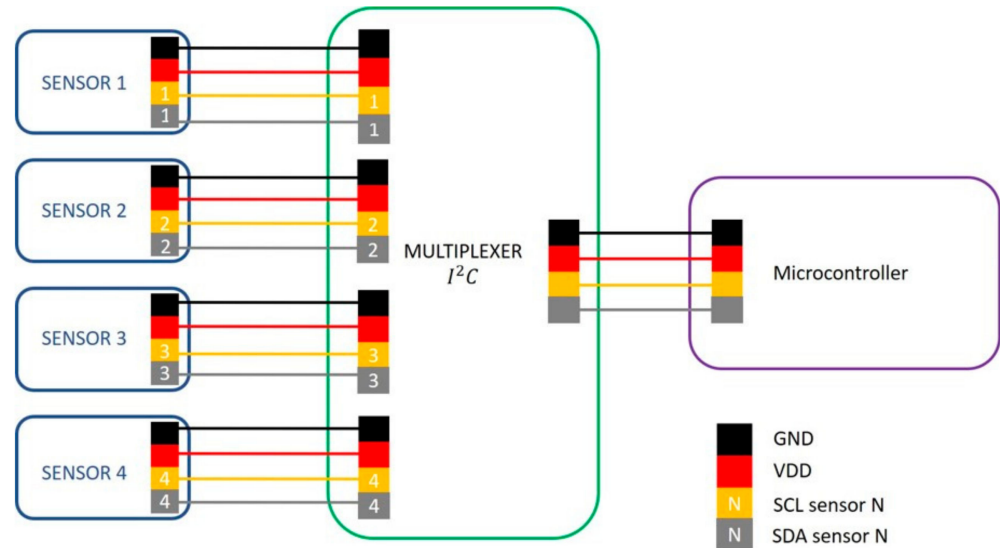 SENSOR 1
1
1
1
1
SENSOR 2
2
2
2
2
SENSOR 3
3
3
3
3
SENSOR 4
4
4
4
4
MULTIPLEXER
I²C
Microcontroller
GND
VDD
N SCL sensor N
N SDA sensor N